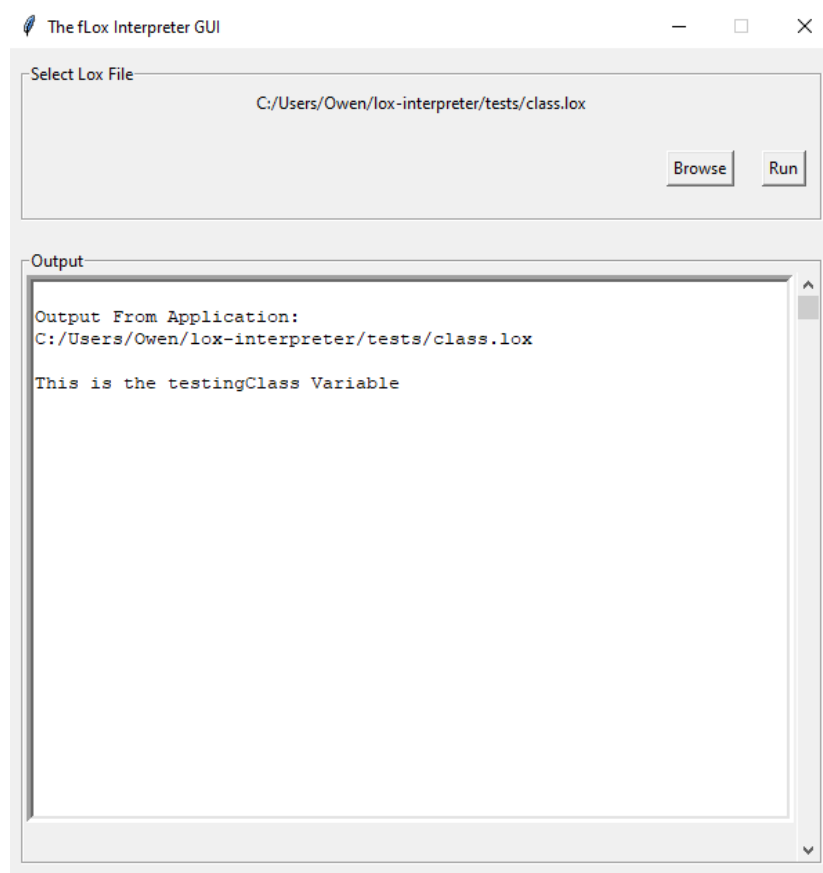 The fLox Interpreter GUI
Select Lox File
C:/Users/Owen/lox-interpreter/tests/class.lox
Browse
Run
Output
Output From Application:
C:/Users/Owen/lox-interpreter/tests/class.lox
This is the testingClass Variable